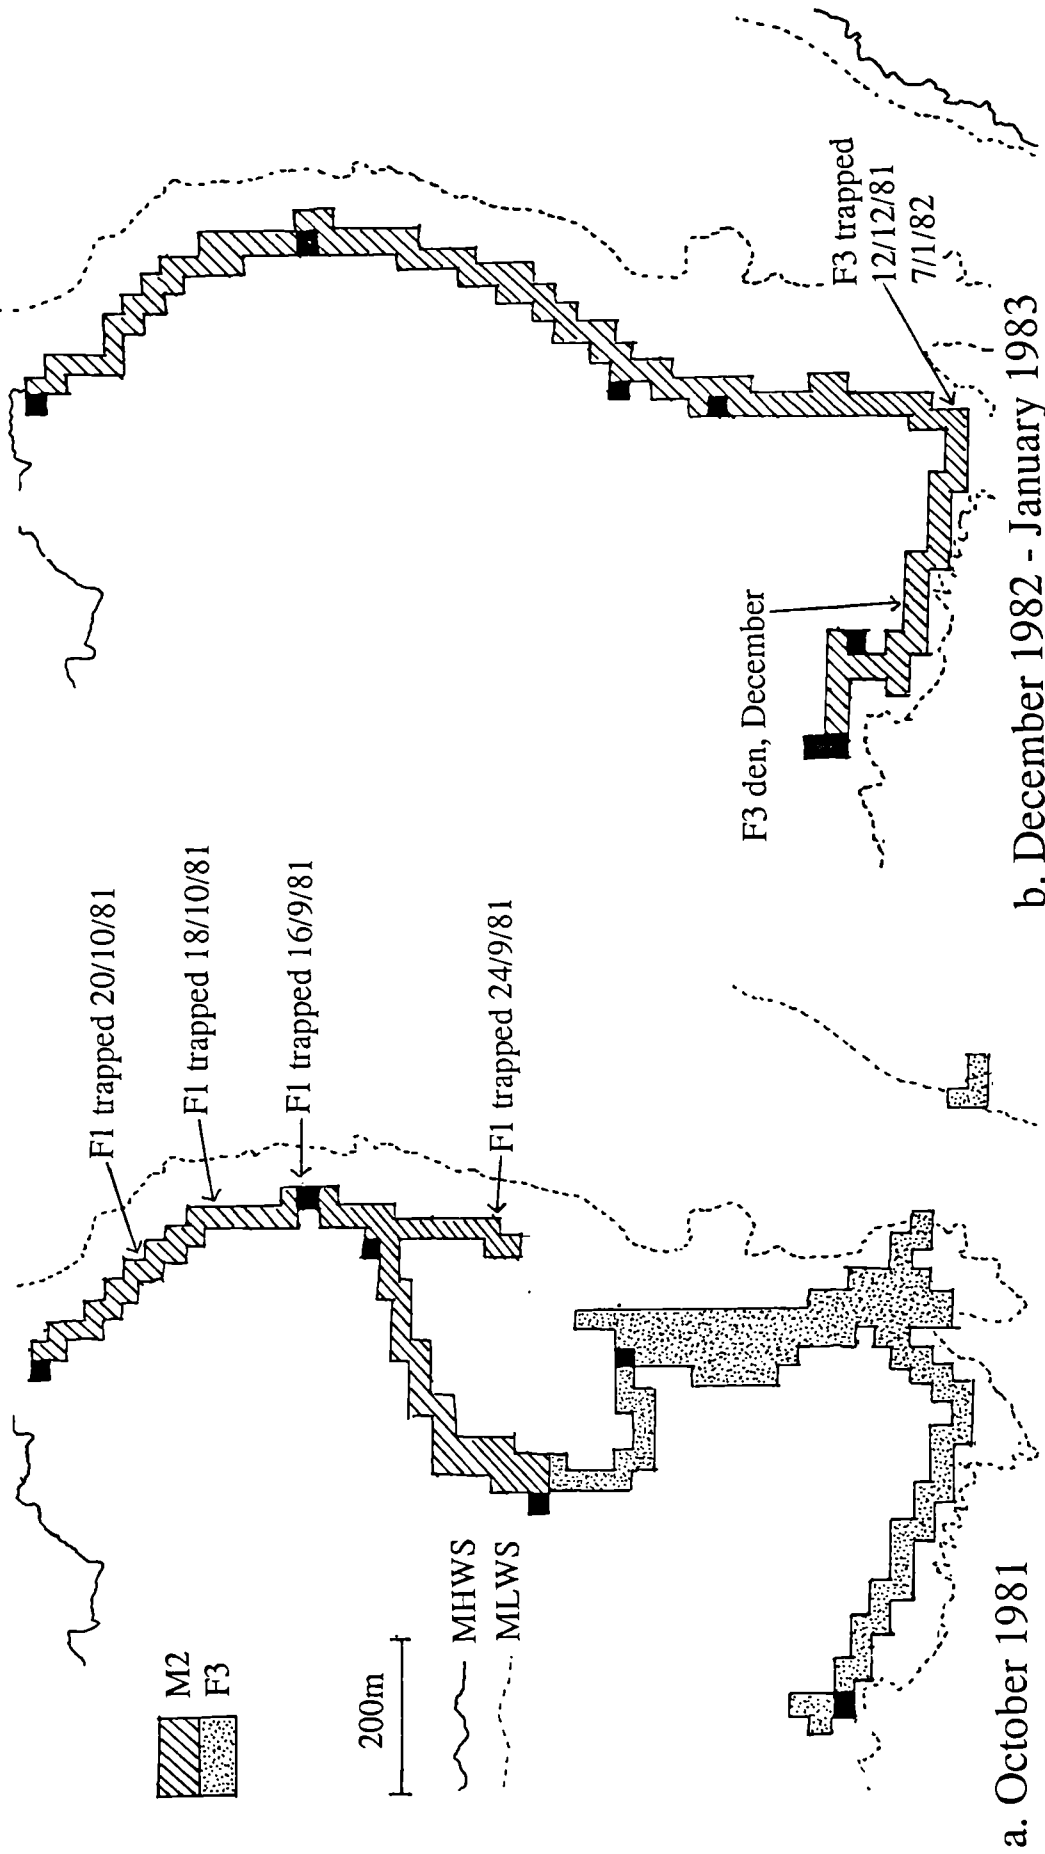 M2
F3
200m
MHWS
MLWS
F1 trapped 20/10/81
F1 trapped 18/10/81
F1 trapped 16/9/81
F1 trapped 24/9/81
a. October 1981
F3 den, December
F3 trapped
12/12/81
7/1/82
b. December 1982 - January 1983